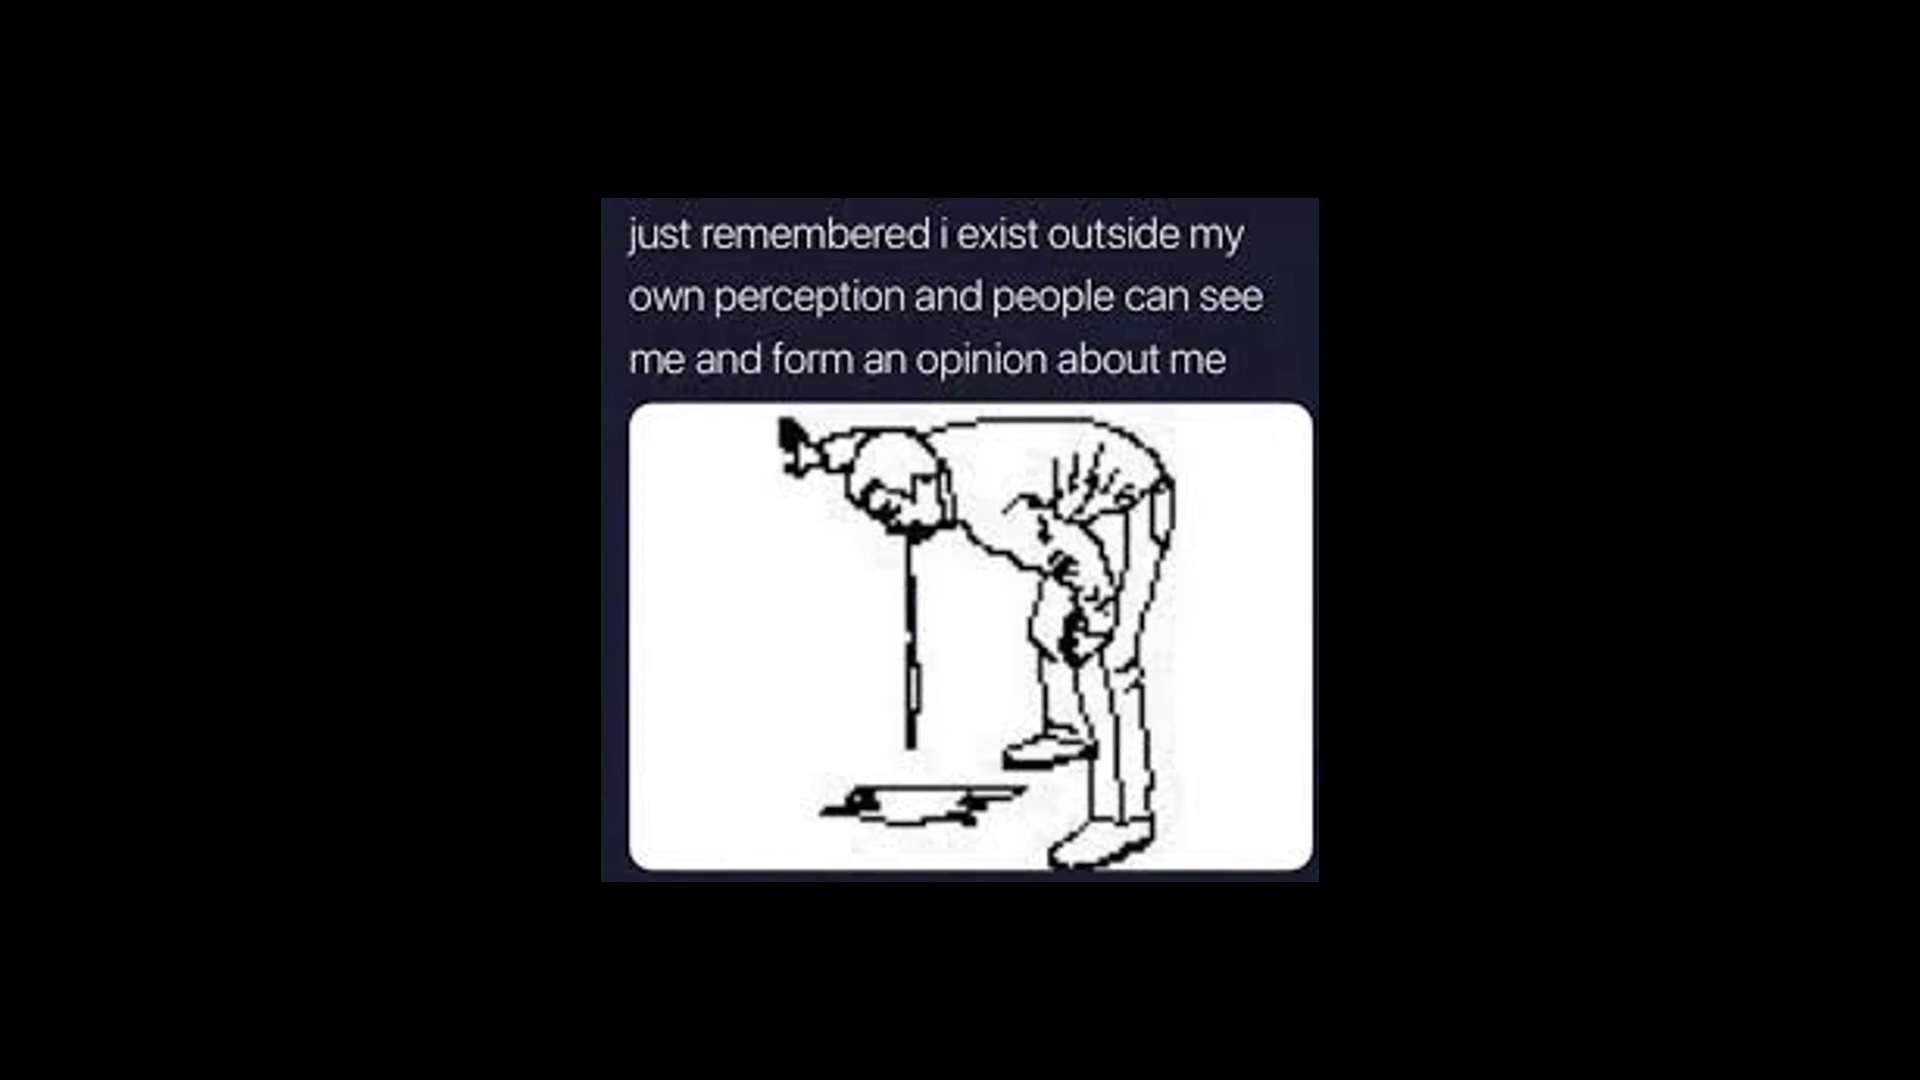 just remembered i exist outside my
own perception and people can see
me and form an opinion about me